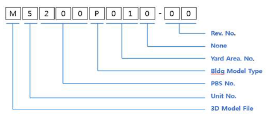 M S 2 0 0 P 0 1 0 - 0 0
Rev. No.
None
Yard Area, No.
Bldg Model Type
PBS No.
Unit No.
3D Model File